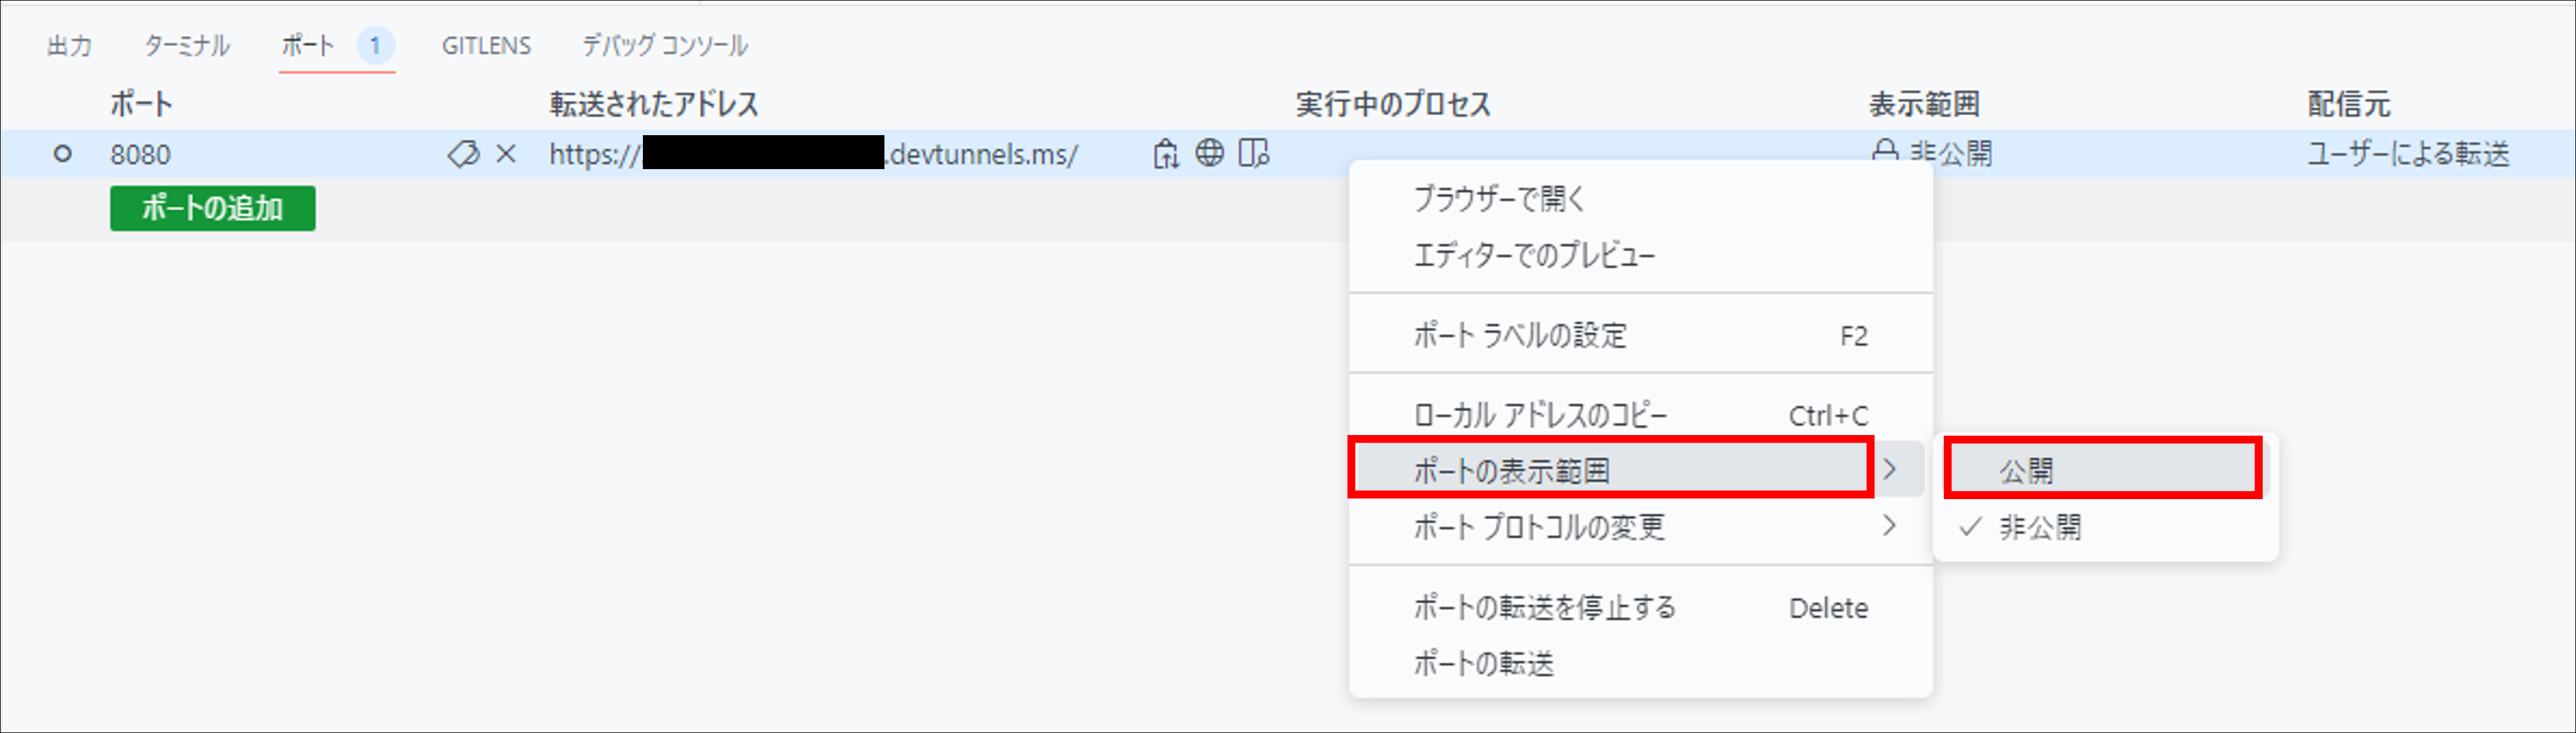 出力 ターミナル ポート 1 GITLENS デバッグ コンソール
ポート 転送されたアドレス 実行中のプロセス 表示範囲 配信元
8080 https:// .devtunnels.ms/ 非公開 ユーザーによる転送
ポートの追加
ブラウザーで開く
エディターでのプレビュー
ポート ラベルの設定 F2
ローカル アドレスのコピー Ctrl+C
ポートの表示範囲
ポート プロトコルの変更
ポートの転送を停止する Delete
ポートの転送
公開
非公開